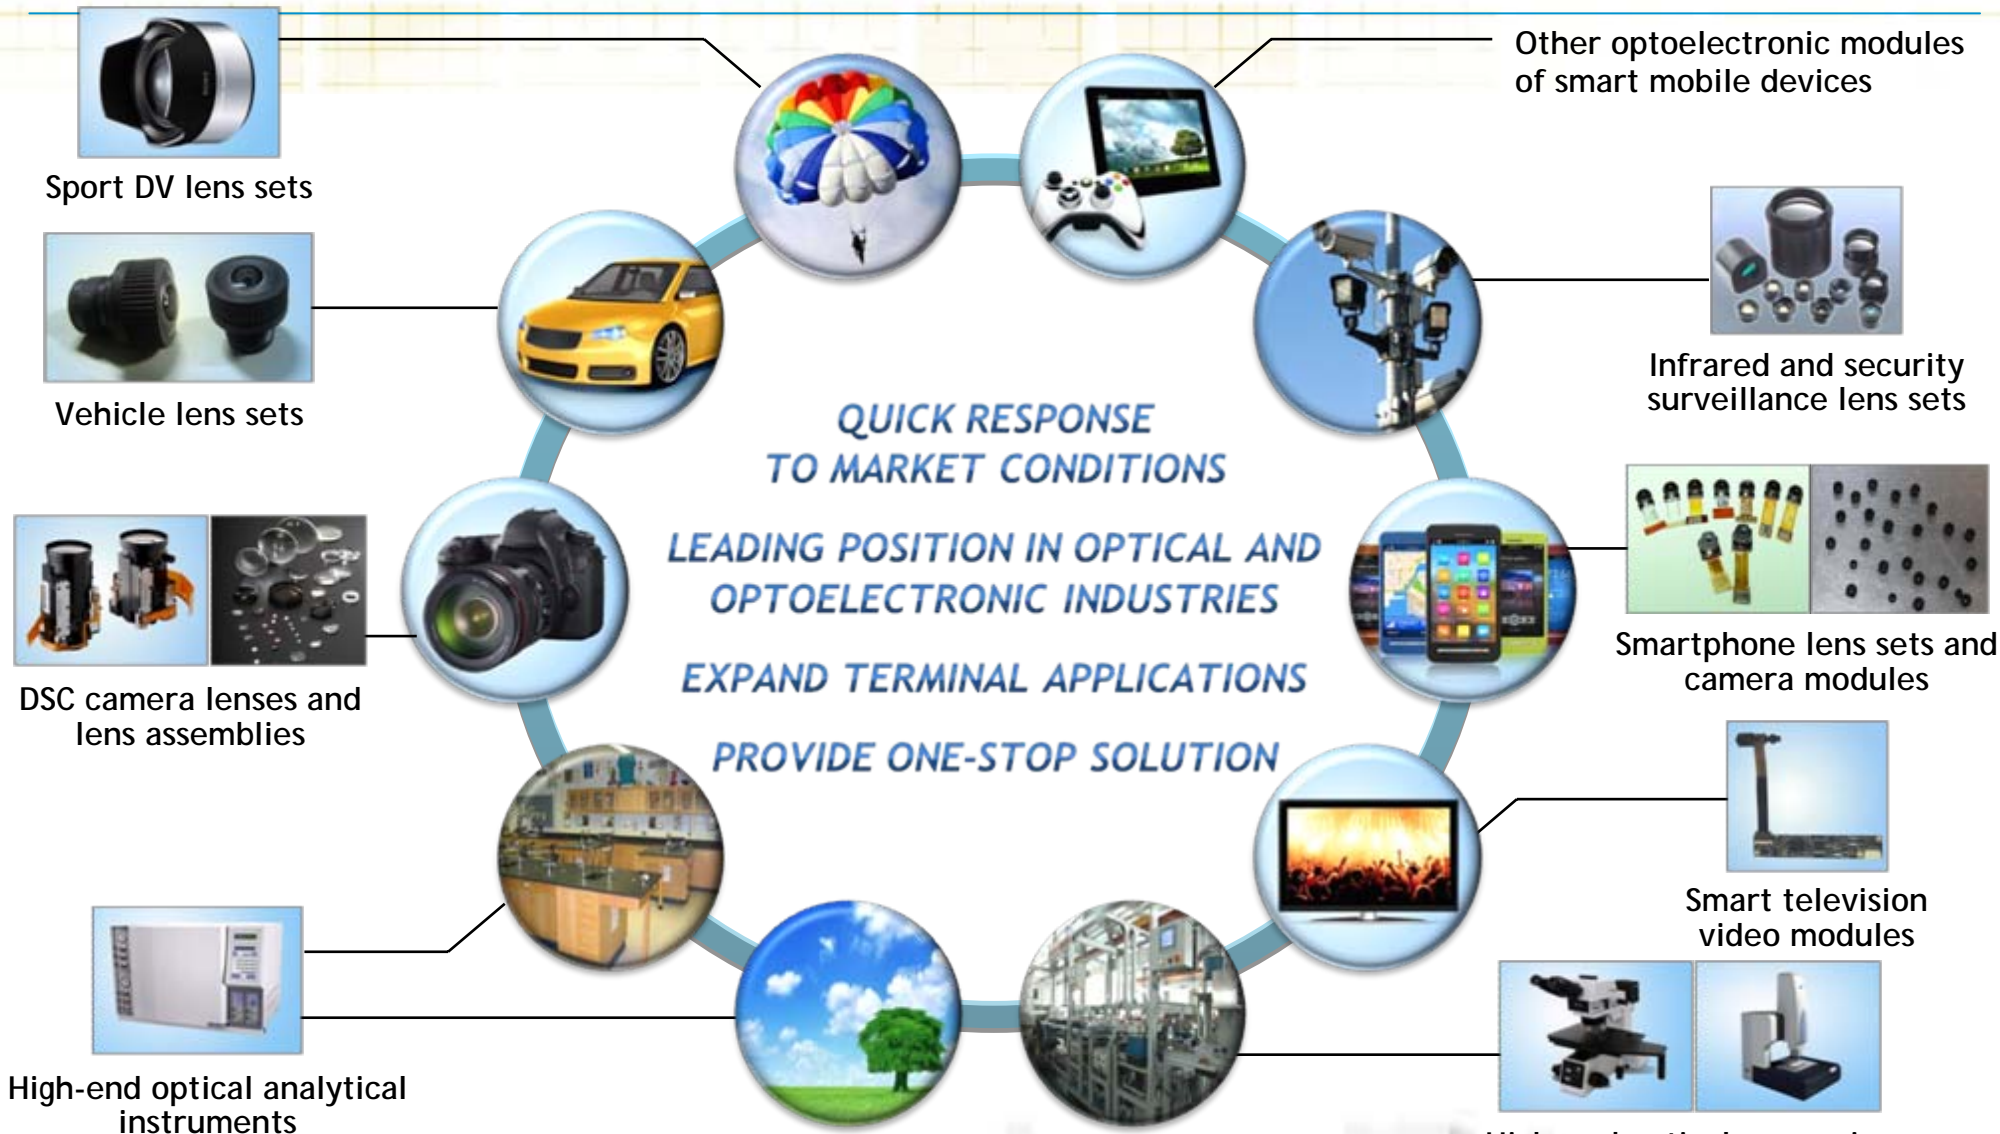 Other optoelectronic modules
of smart mobile devices
Sport DV lens sets
Vehicle lens sets
Infrared and security
surveillance lens sets
QUICK RESPONSE
TO MARKET CONDITIONS
LEADING POSITION IN OPTICAL AND
OPTOELECTRONIC INDUSTRIES
EXPAND TERMINAL APPLICATIONS
PROVIDE ONE-STOP SOLUTION
DSC camera lenses and
lens assemblies
Smartphone lens sets and
camera modules
Smart television
video modules
High-end optical analytical
instruments